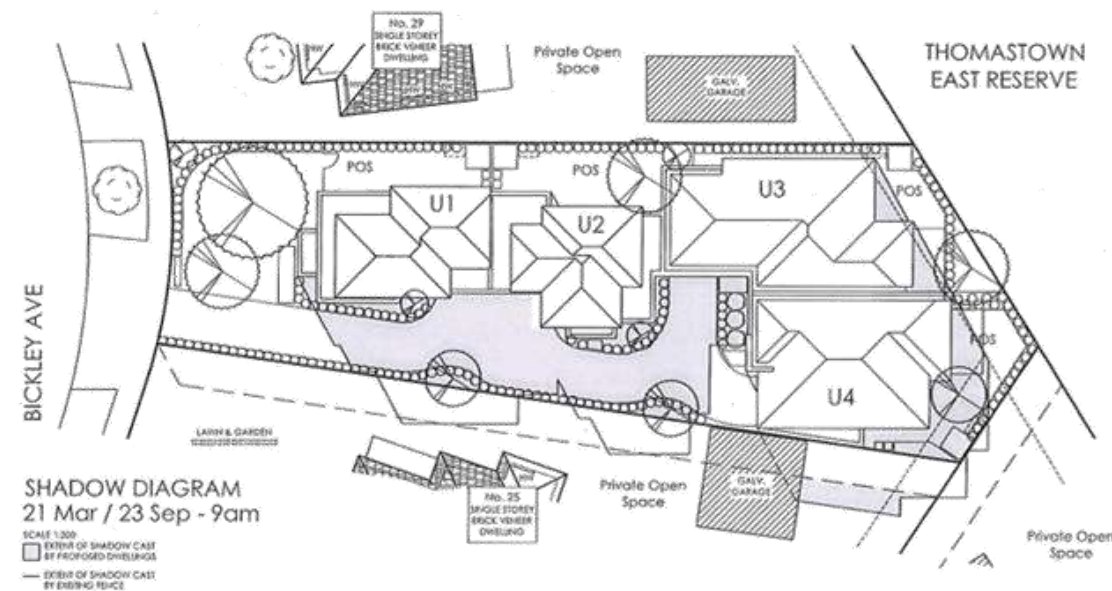 No. 29
SINGLE STOREY
BRICK VENEER
DWELLING
Private Open
Space
GALV.
GARAGE
THOMASTOWN
EAST RESERVE
POS
POS
U3
POS
U1
U2
BICKLEY AVE
POS
U4
LAWN & GARDEN
No. 25
SINGLE STOREY
BRICK VENEER
DWELLING
Private Open
Space
GALV.
GARAGE
Private Open
Space
SHADOW DIAGRAM
21 Mar / 23 Sep - 9am
SCALE 1:200
EXTENT OF SHADOW CAST
BY PROPOSED DWELLINGS
EXTENT OF SHADOW CAST
BY EXISTING FENCE